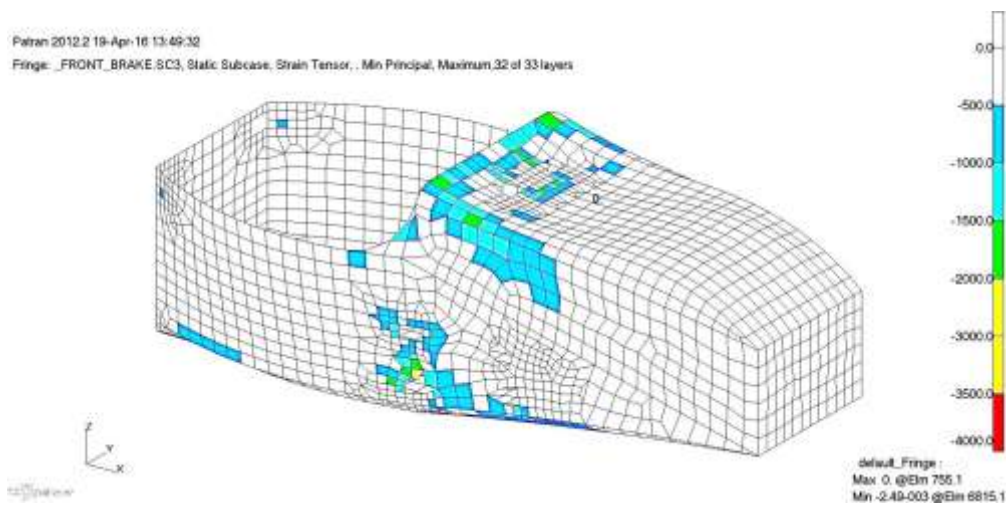 Patran 2012.2 19-Apr-16 13:49:32
Fringe: _FRONT_BRAKE.SC3, Static Subcase, Strain Tensor, , Min Principal, Maximum,32 of 33 layers
0.0
-500.0
-1000.0
-1500.0
-2000.0
-3000.0
-3500.0
-4000.0
0
Z
Y
X
default_Fringe :
Max 0. @Elm 755.1
Min -2.49-003 @Elm 6815.1